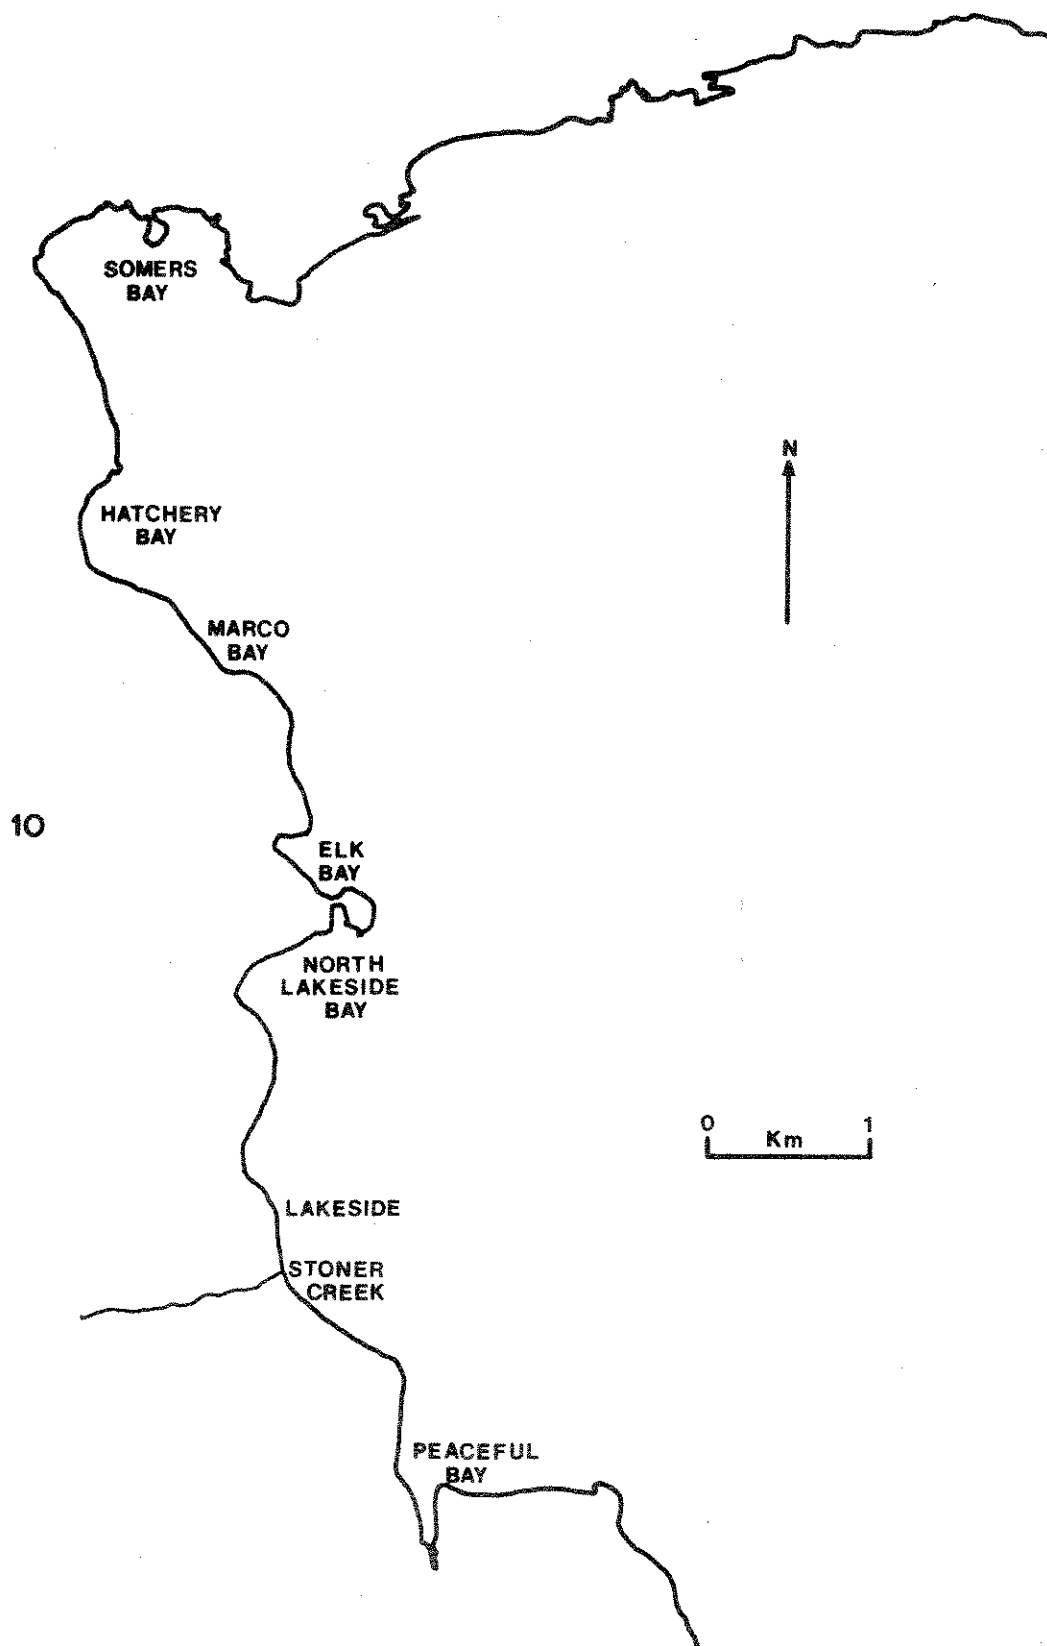 SOMERS
BAY
N
HATCHERY
BAY
MARCO
BAY
10
ELK
BAY
NORTH
LAKESIDE
BAY
0 1
Km
LAKESIDE
STONER
CREEK
PEACEFUL
BAY